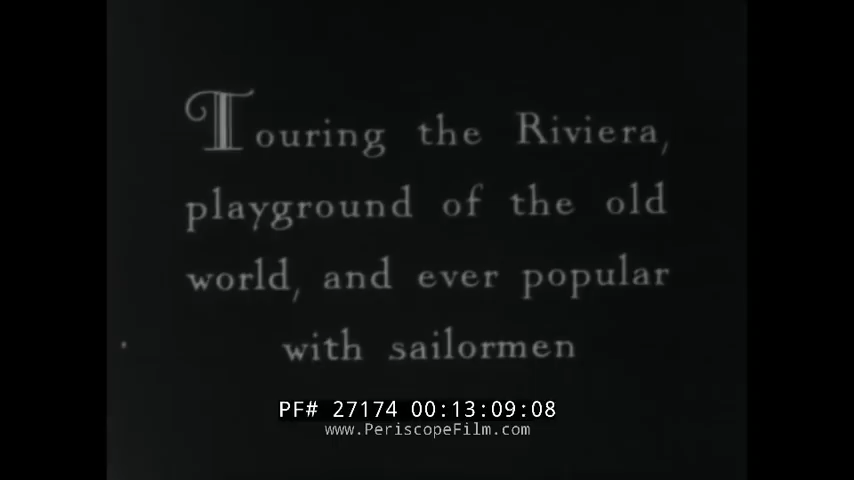 Touring the Riviera,
playground of the old
world, and ever popular
with sailormen
PF# 27174 00:13:09:08
www.PeriscopeFilm.com